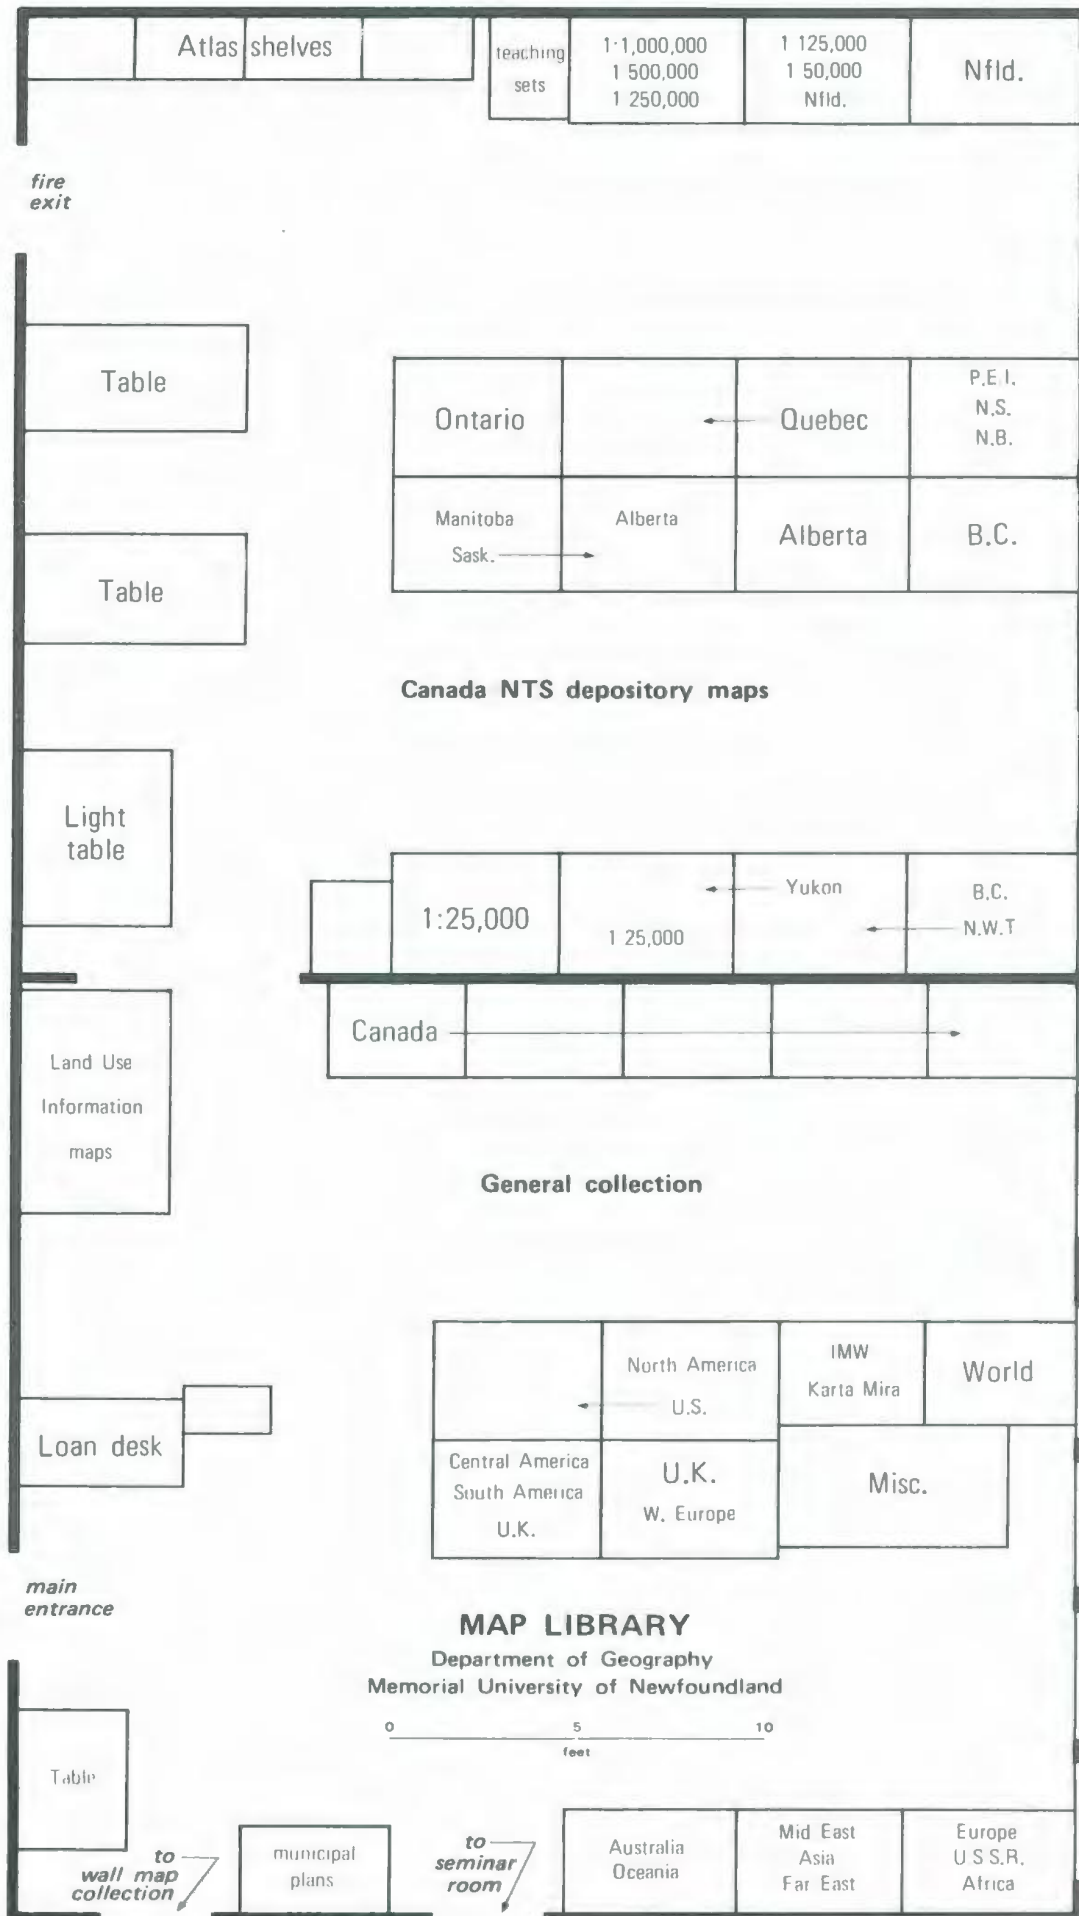 Atlas shelves
teaching
sets
1:1,000,000
1 500,000
1 250,000
1 125,000
1 50,000
Nfld.
Nfld.
fire
exit
Table
Ontario
Quebec
P.E.I.
N.S.
N.B.
Manitoba
Sask.
Alberta
Alberta
B.C.
Table
Canada NTS depository maps
Light
table
1:25,000
1 25,000
Yukon
B.C.
N.W.T
Canada
Land Use
Information
maps
General collection
North America
U.S.
IMW
Karta Mira
World
Loan desk
Central America
South America
U.K.
U.K.
W. Europe
Misc.
main
entrance
MAP LIBRARY
Department of Geography
Memorial University of Newfoundland
0 5 10
feet
Table
to
wall map
collection
municipal
plans
to
seminar
room
Australia
Oceania
Mid East
Asia
Far East
Europe
U S S.R.
Africa